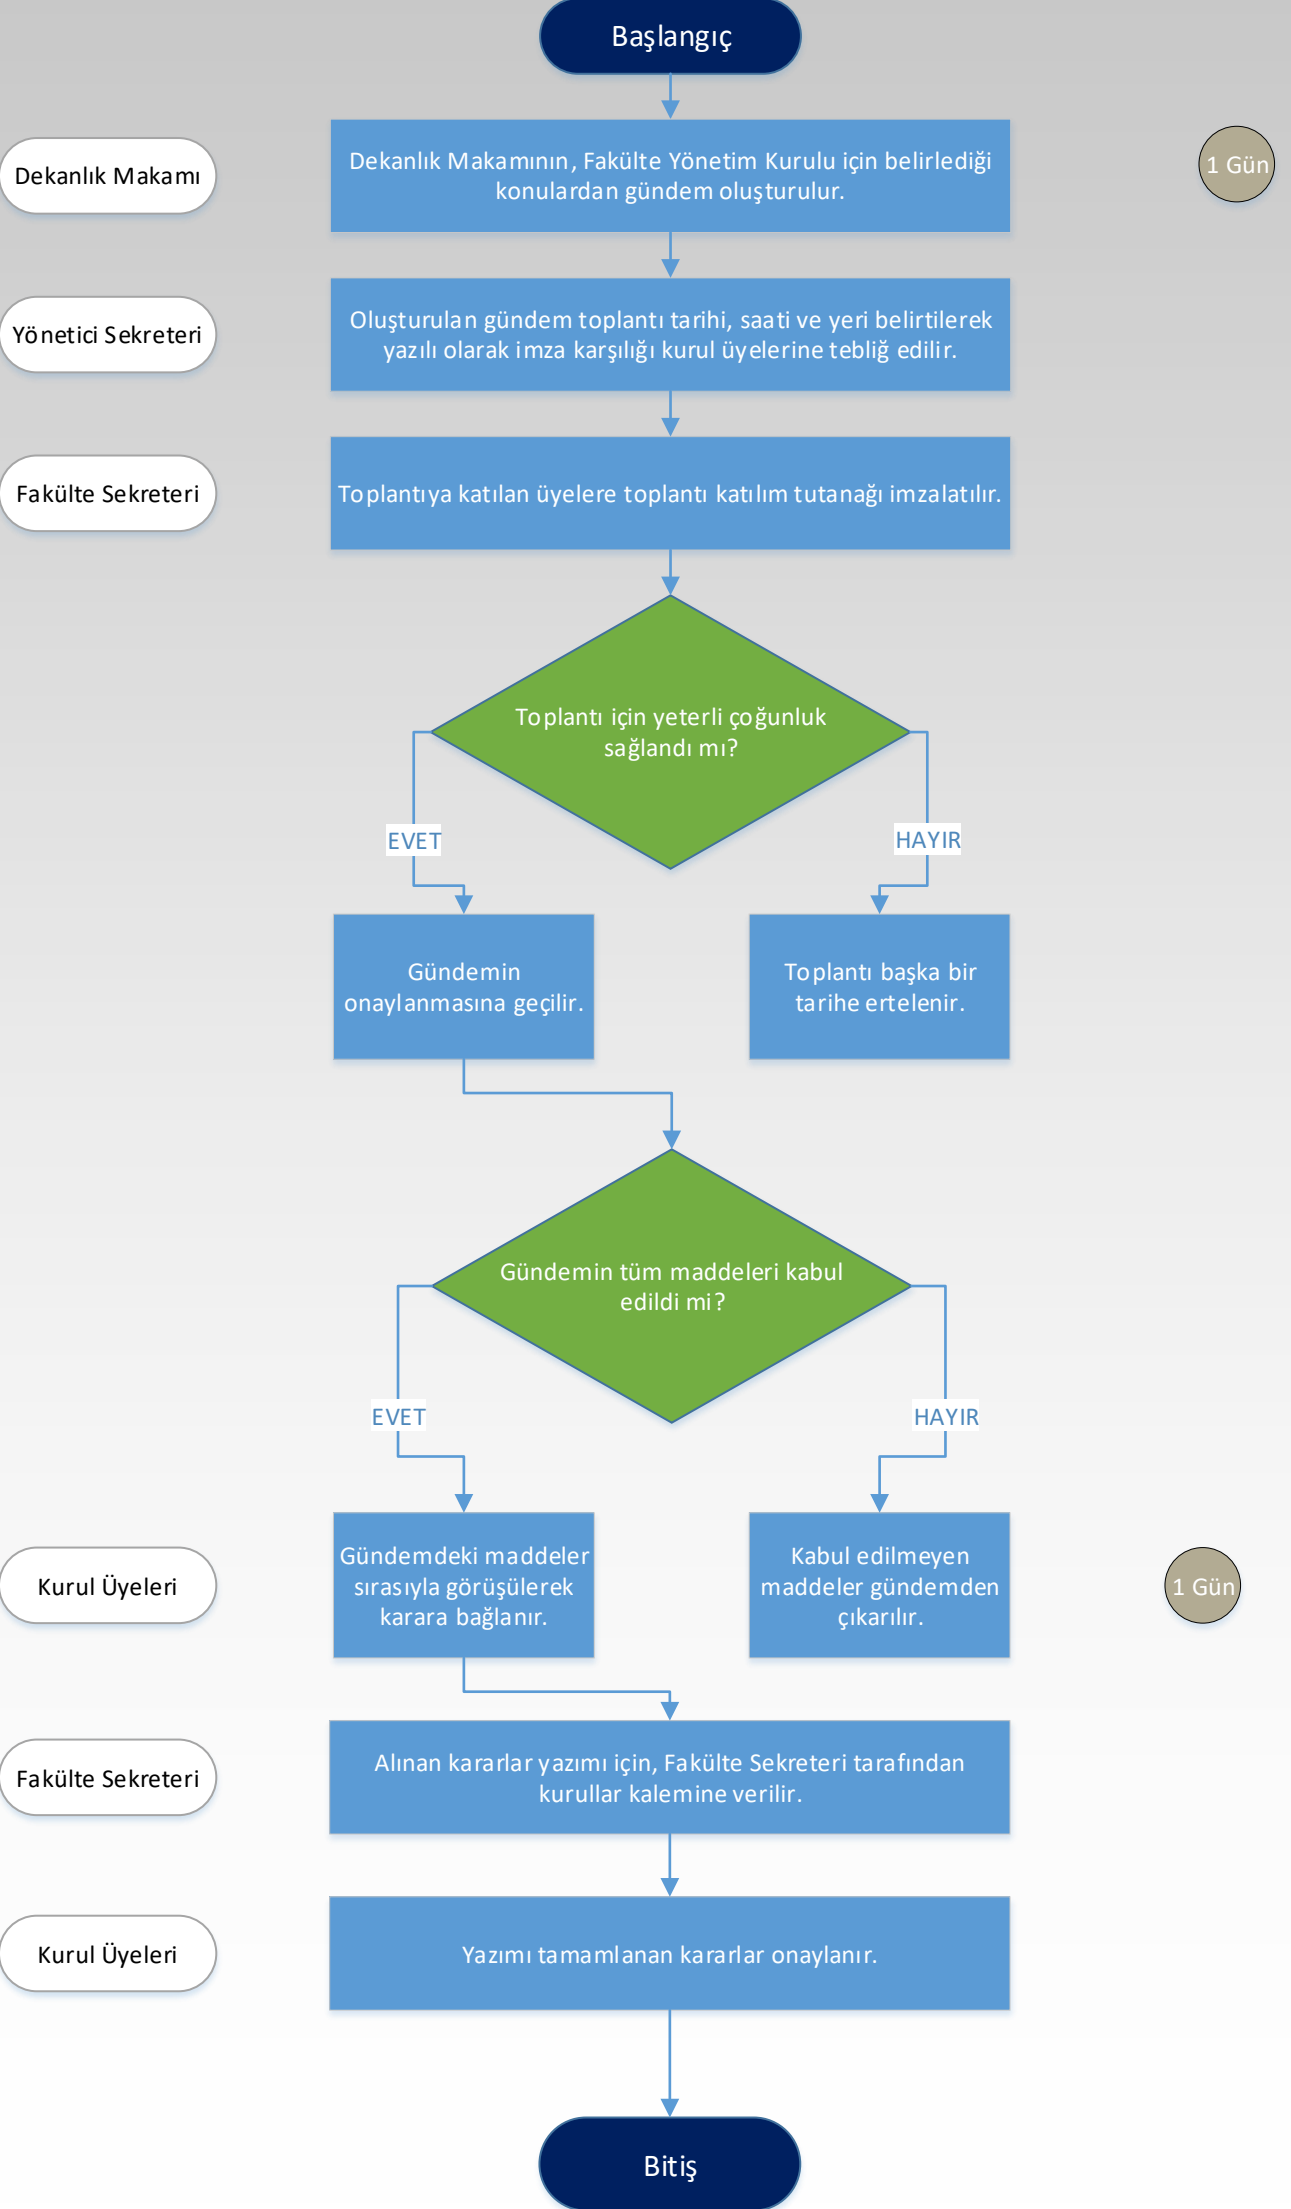 Başlangıç
Dekanlık Makamı
Dekanlık Makamının, Fakülte Yönetim Kurulu için belirlediği
konulardan gündem oluşturulur.
1 Gün
Yönetici Sekreteri
Oluşturulan gündem toplantı tarihi, saati ve yeri belirtilerek
yazılı olarak imza karşılığı kurul üyelerine tebliğ edilir.
Fakülte Sekreteri
Toplantıya katılan üyelere toplantı katılım tutanağı imzalatılır.
Toplantı için yeterli çoğunluk
sağlandı mı?
EVET
HAYIR
Gündemin
onaylanmasına geçilir.
Toplantı başka bir
tarihe ertelenir.
Gündemin tüm maddeleri kabul
edildi mi?
EVET
HAYIR
Kurul Üyeleri
Gündemdeki maddeler
sırasıyla görüşülerek
karara bağlanır.
Kabul edilmeyen
maddeler gündemden
çıkarılır.
1 Gün
Fakülte Sekreteri
Alınan kararlar yazımı için, Fakülte Sekreteri tarafından
kurullar kalemine verilir.
Kurul Üyeleri
Yazımı tamamlanan kararlar onaylanır.
Bitiş